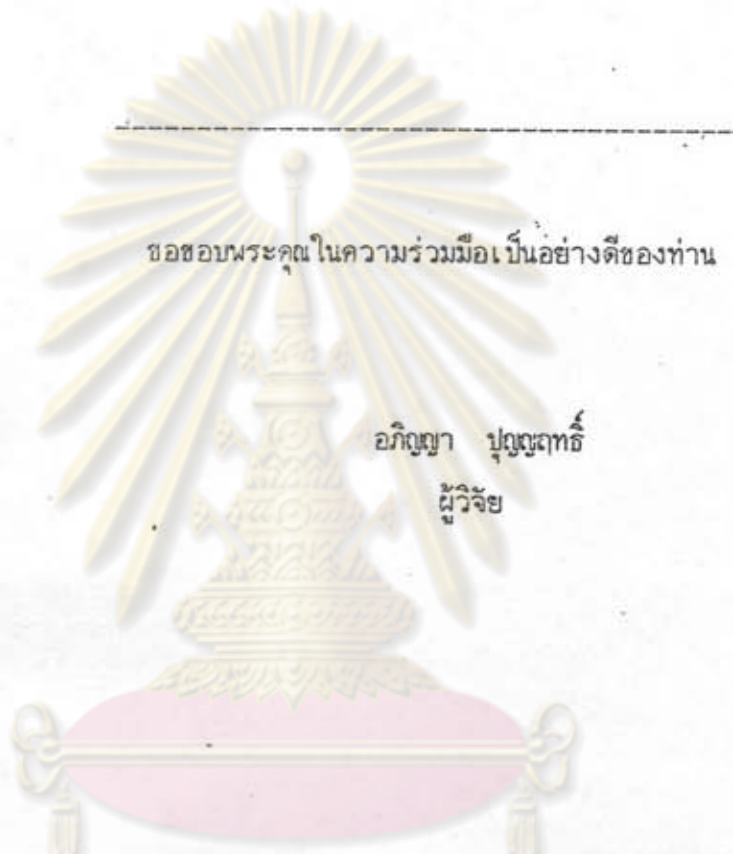 ขอขอบพระคุณในความร่วมมือเป็นอย่างดีของท่าน
อภิญญา ปุญญฤทธิ์
ผู้วิจัย